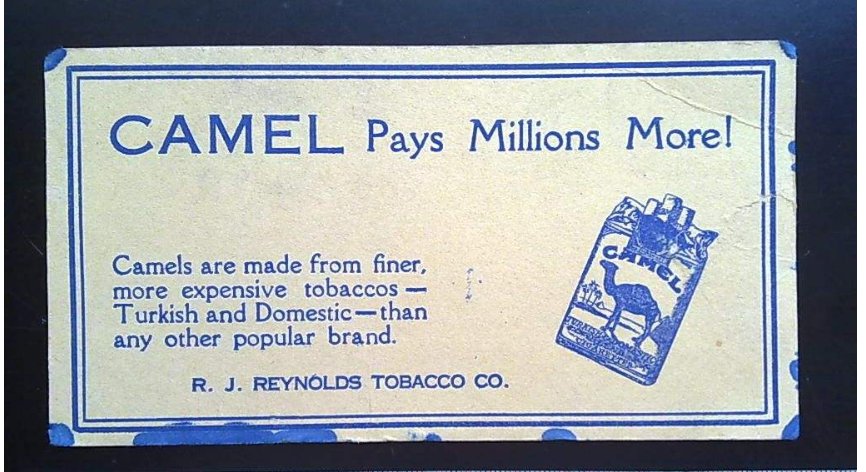 CAMEL Pays Millions More!
Camels are made from finer,
more expensive tobaccos —
Turkish and Domestic — than
any other popular brand.
R. J. REYNOLDS TOBACCO CO.
CAMEL